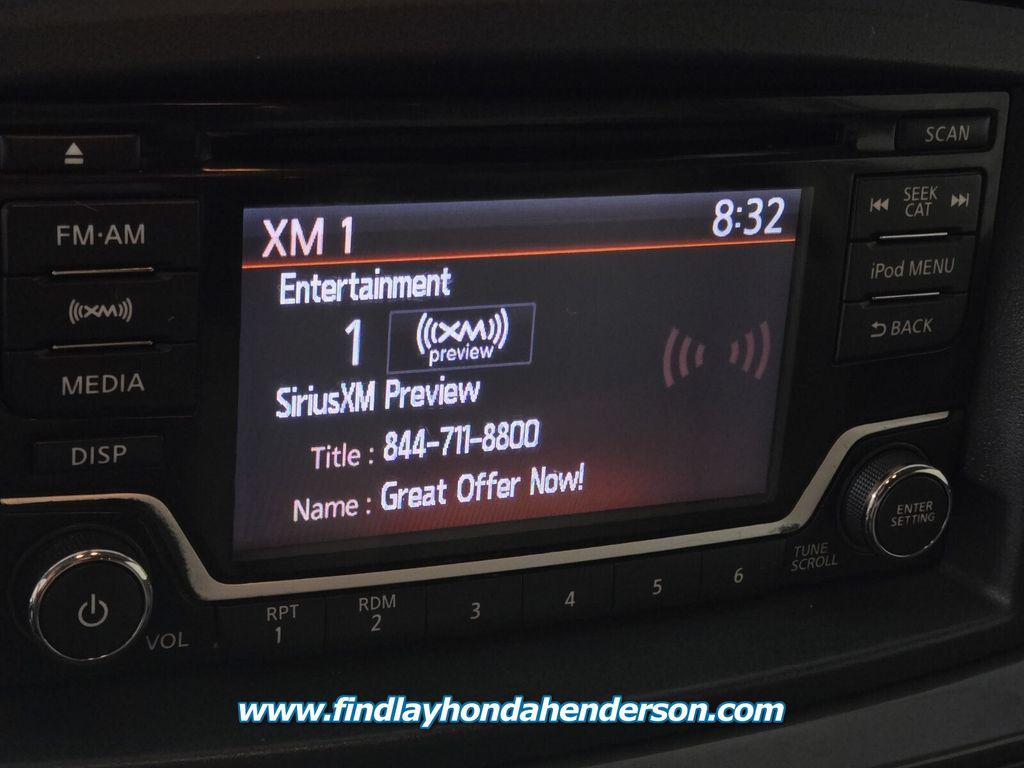 SCAN
FM·AM
XM
MEDIA
DISP
XM 1 8:32
Entertainment
1 XM
preview
SiriusXM Preview
Title : 844-711-8800
Name : Great Offer Now!
SEEK
CAT
iPod MENU
BACK
ENTER
SETTING
TUNE
SCROLL
VOL
RPT
1
RDM
2
3
4
5
6
www.findlayhondahenderson.com